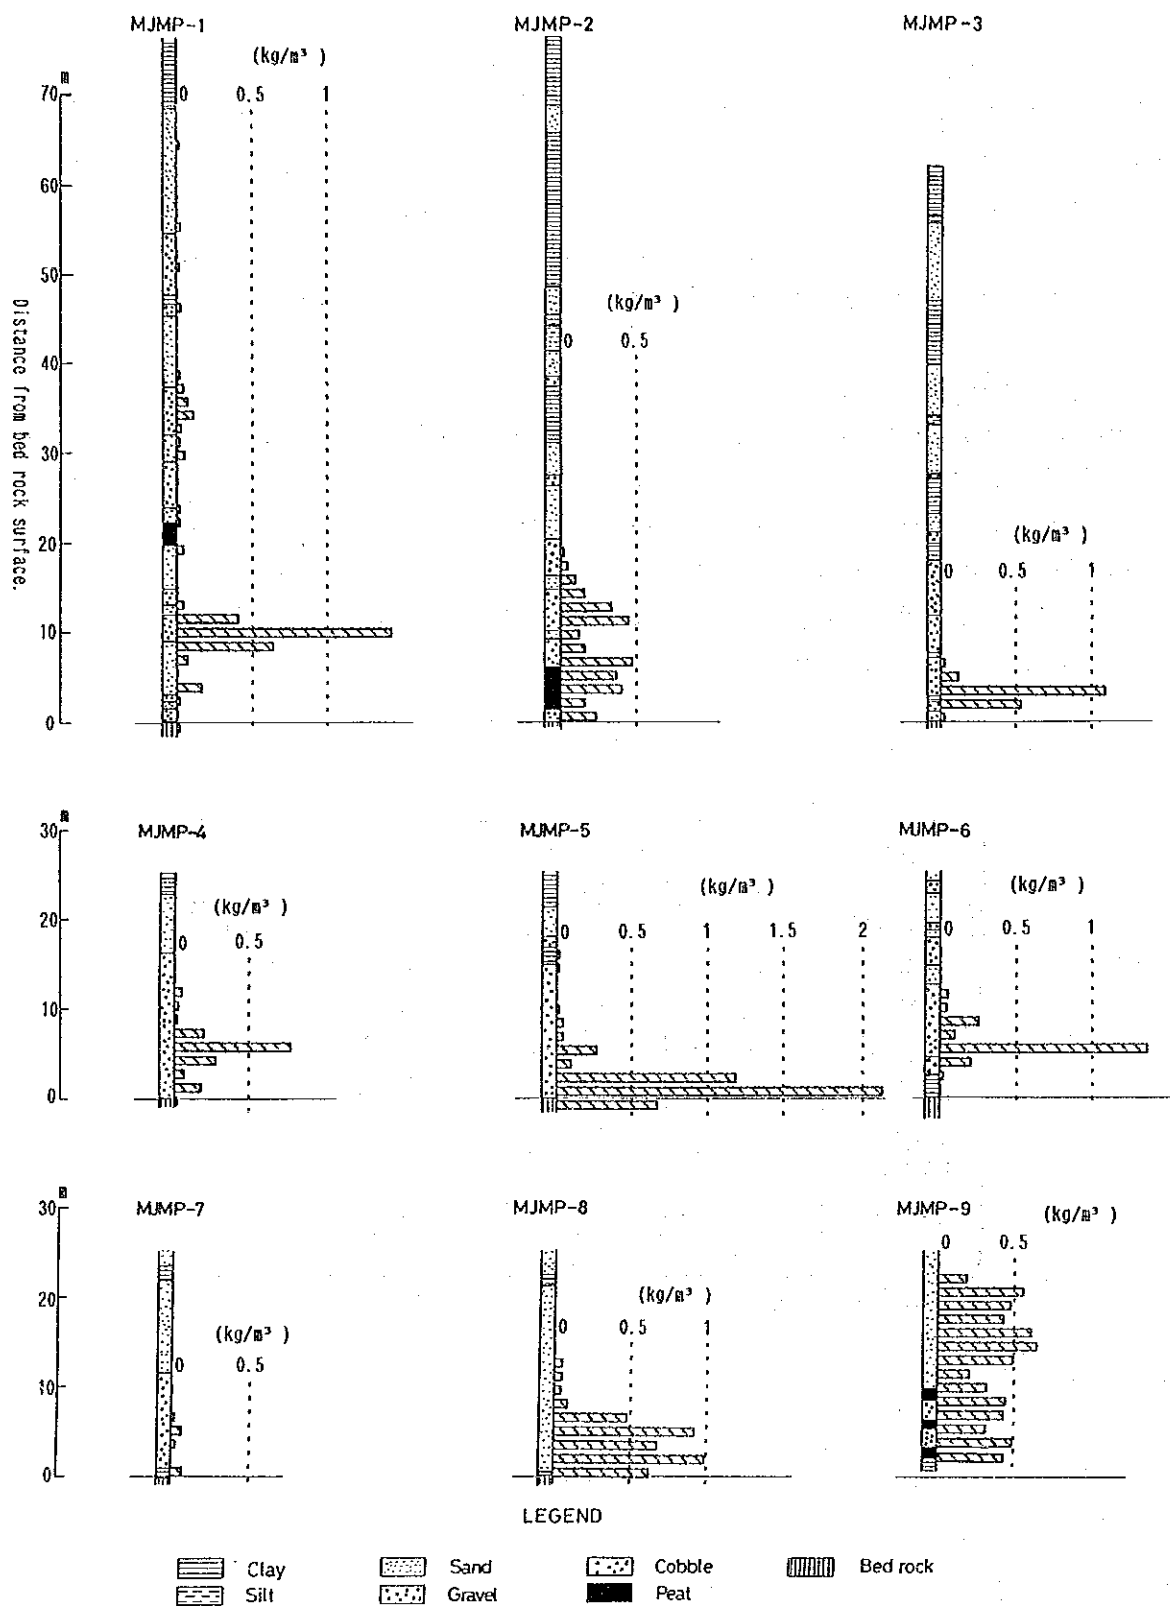 MJMP-1 MJMP-2 MJMP-3
(kg/m³ )
m
70 0 0.5 1
60
50
(kg/m³ )
0 0.5
40
30
20
(kg/m³ )
0 0.5 1
10
0
Distance from bed rock surface.
m
30 MJMP-4 MJMP-5 MJMP-6
(kg/m³ ) (kg/m³ ) (kg/m³ )
20 0 0.5 0 0.5 1 1.5 2 0 0.5 1
10
0
m
30 MJMP-7 MJMP-8 MJMP-9 (kg/m³ )
0 0.5
20
(kg/m³ ) (kg/m³ )
0 0.5 0 0.5 1
10
0
LEGEND
Clay Sand Cobble Bed rock
Silt Gravel Peat